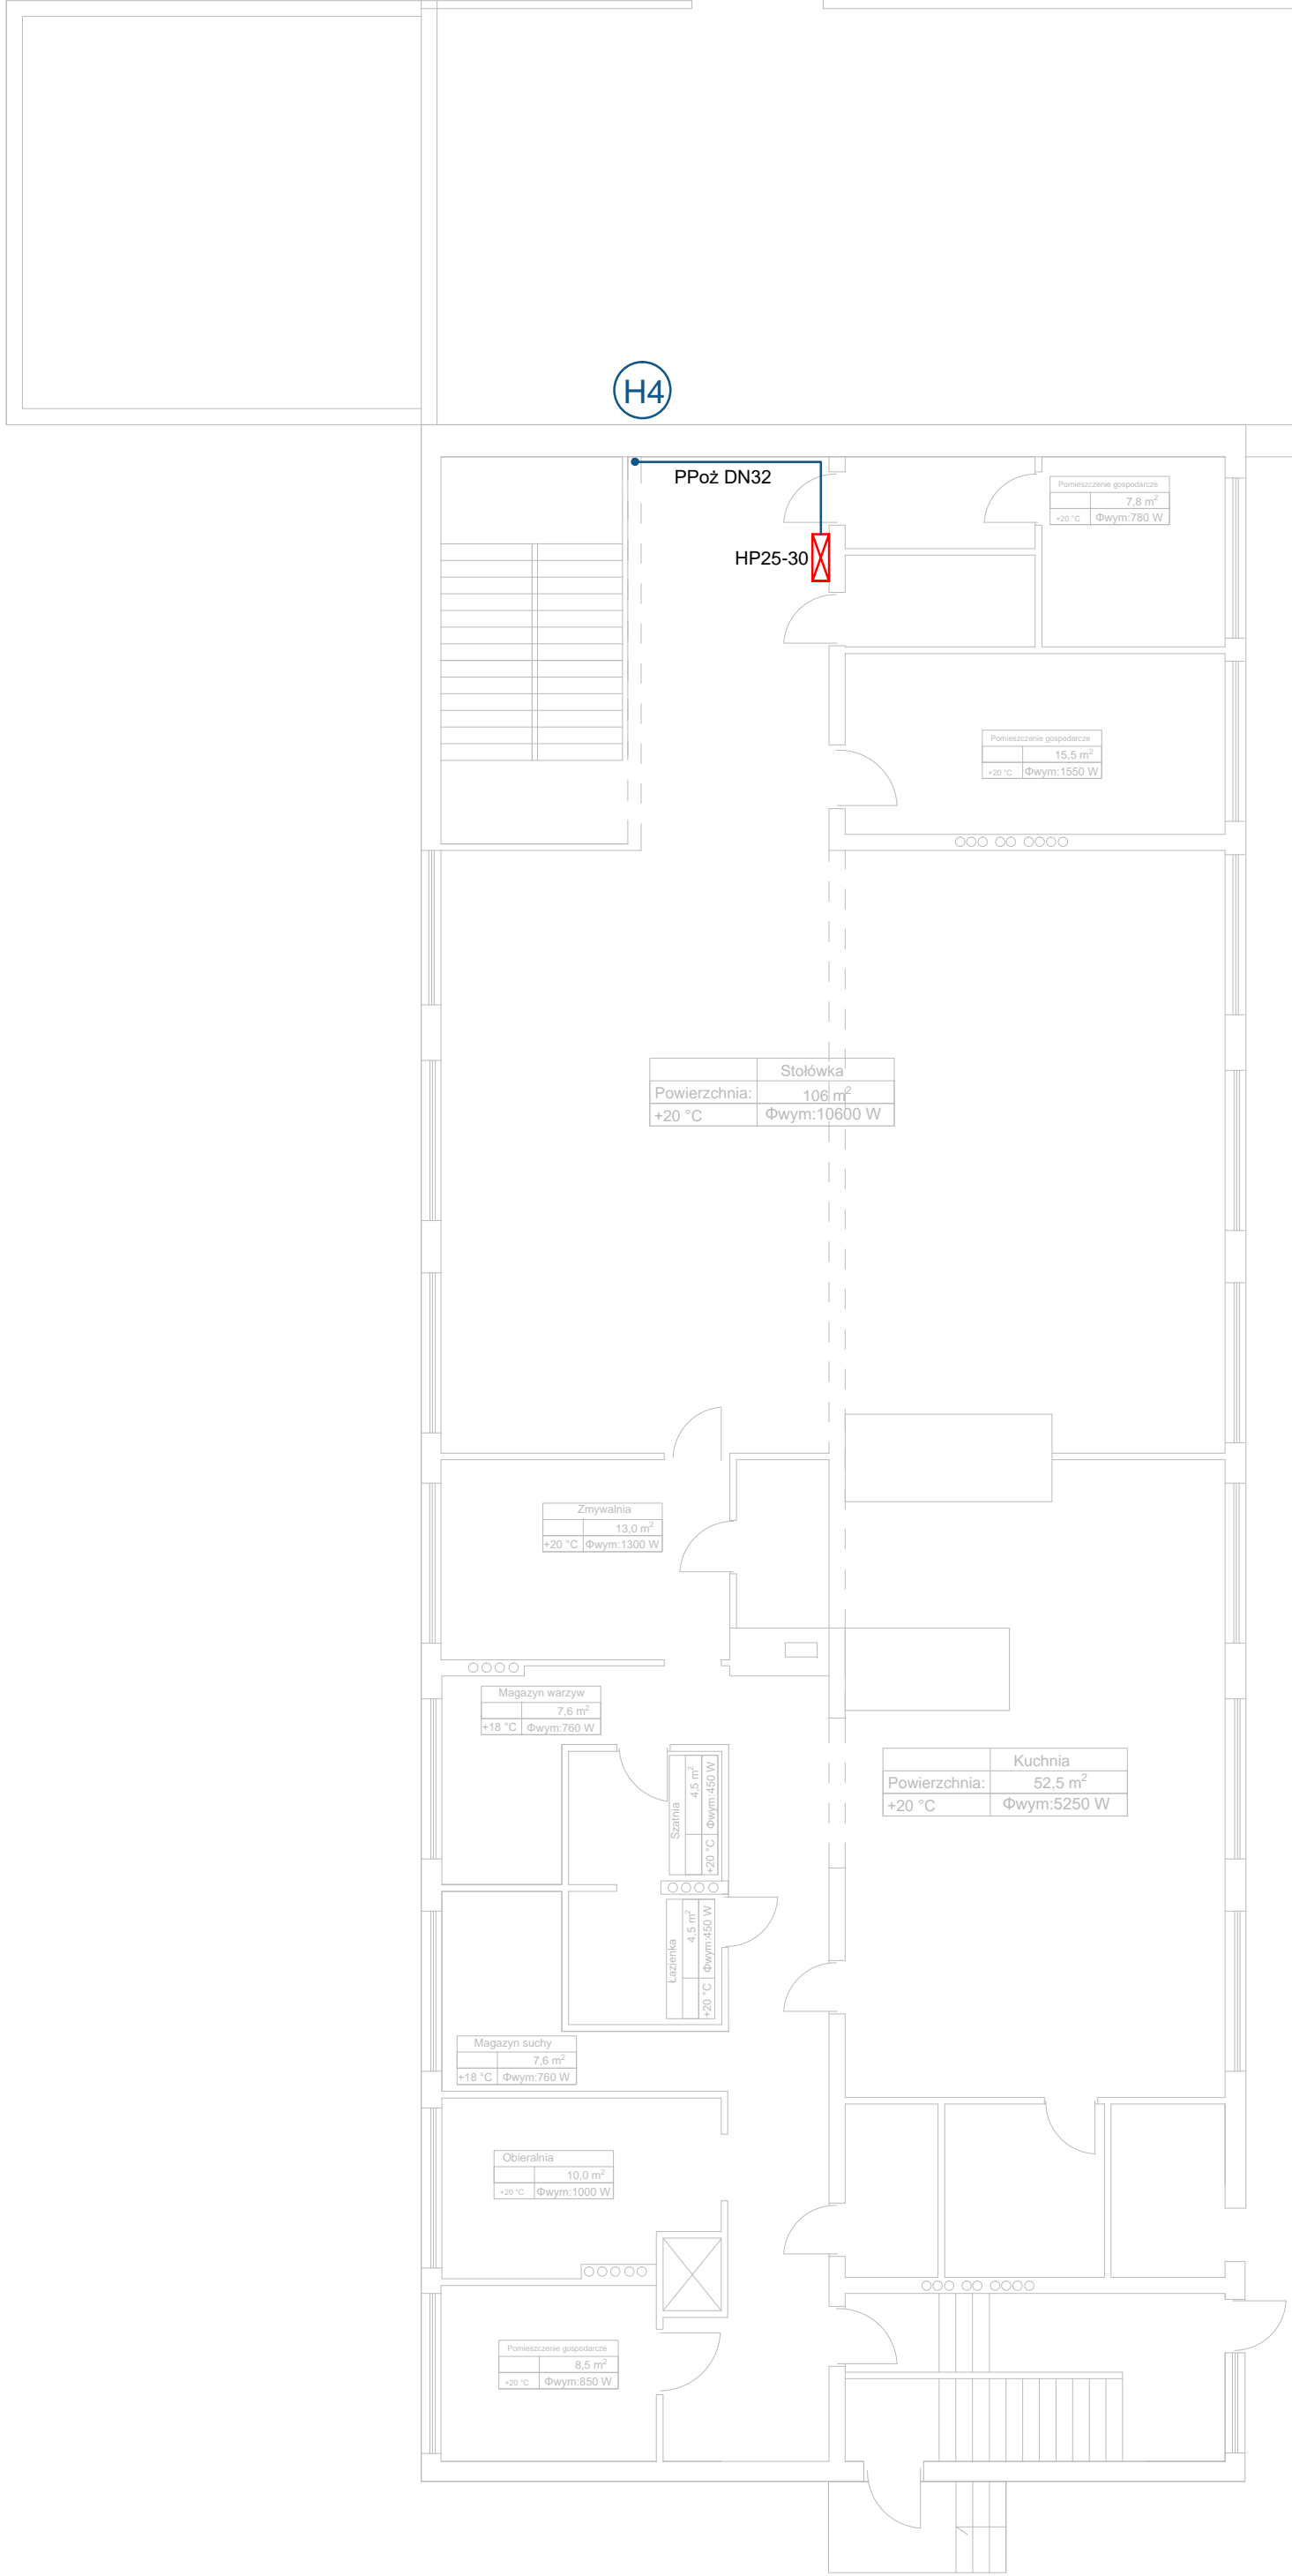 H4
PPoż DN32
HP25-30
Pomieszczenie gospodarcze
7,8 m²
+20 °C Φwym:780 W
Pomieszczenie gospodarcze
15,5 m²
+20 °C Φwym:1550 W
Stołówka
Powierzchnia: 106 m²
+20 °C Φwym:10600 W
Zmywalnia
13,0 m²
+20 °C Φwym:1300 W
Magazyn warzyw
7,6 m²
+18 °C Φwym:760 W
Szatnia
4,5 m²
+20 °C Φwym:450 W
Kuchnia
Powierzchnia: 52,5 m²
+20 °C Φwym:5250 W
Łazienka
4,5 m²
+20 °C Φwym:450 W
Magazyn suchy
7,6 m²
+18 °C Φwym:760 W
Obieralnia
10,0 m²
+20 °C Φwym:1000 W
Pomieszczenie gospodarcze
8,5 m²
+20 °C Φwym:850 W